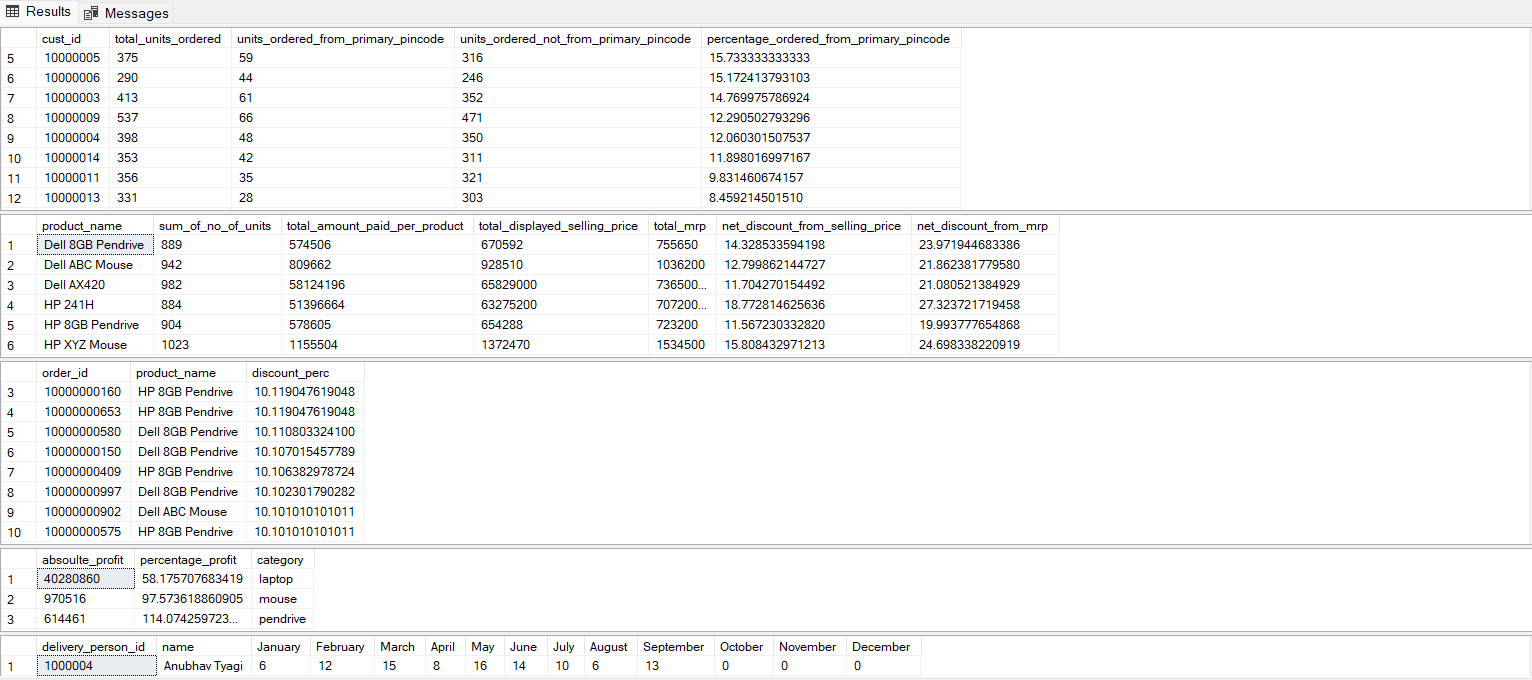 Results Messages
cust_id total_units_ordered units_ordered_from_primary_pincode units_ordered_not_from_primary_pincode percentage_ordered_from_primary_pincode
5 10000005 375 59 316 15.733333333333
6 10000006 290 44 246 15.172413793103
7 10000003 413 61 352 14.769975786924
8 10000009 537 66 471 12.290502793296
9 10000004 398 48 350 12.060301507537
10 10000014 353 42 311 11.898016997167
11 10000011 356 35 321 9.831460674157
12 10000013 331 28 303 8.459214501510
product_name sum_of_no_of_units total_amount_paid_per_product total_displayed_selling_price total_mrp net_discount_from_selling_price net_discount_from_mrp
1 Dell 8GB Pendrive 889 574506 670592 755650 14.328533594198 23.971944683386
2 Dell ABC Mouse 942 809662 928510 1036200 12.799862144727 21.862381779580
3 Dell AX420 982 58124196 65829000 736500... 11.704270154492 21.080521384929
4 HP 241H 884 51396664 63275200 707200... 18.772814625636 27.323721719458
5 HP 8GB Pendrive 904 578605 654288 723200 11.567230332820 19.993777654868
6 HP XYZ Mouse 1023 1155504 1372470 1534500 15.808432971213 24.698338220919
order_id product_name discount_perc
3 10000000160 HP 8GB Pendrive 10.119047619048
4 10000000653 HP 8GB Pendrive 10.119047619048
5 10000000580 Dell 8GB Pendrive 10.110803324100
6 10000000150 Dell 8GB Pendrive 10.107015457789
7 10000000409 HP 8GB Pendrive 10.106382978724
8 10000000997 Dell 8GB Pendrive 10.102301790282
9 10000000902 Dell ABC Mouse 10.101010101011
10 10000000575 HP 8GB Pendrive 10.101010101011
absoulte_profit percentage_profit category
1 40280860 58.175707683419 laptop
2 970516 97.573618860905 mouse
3 614461 114.074259723... pendrive
delivery_person_id name January February March April May June July August September October November December
1 1000004 Anubhav Tyagi 6 12 15 8 16 14 10 6 13 0 0 0